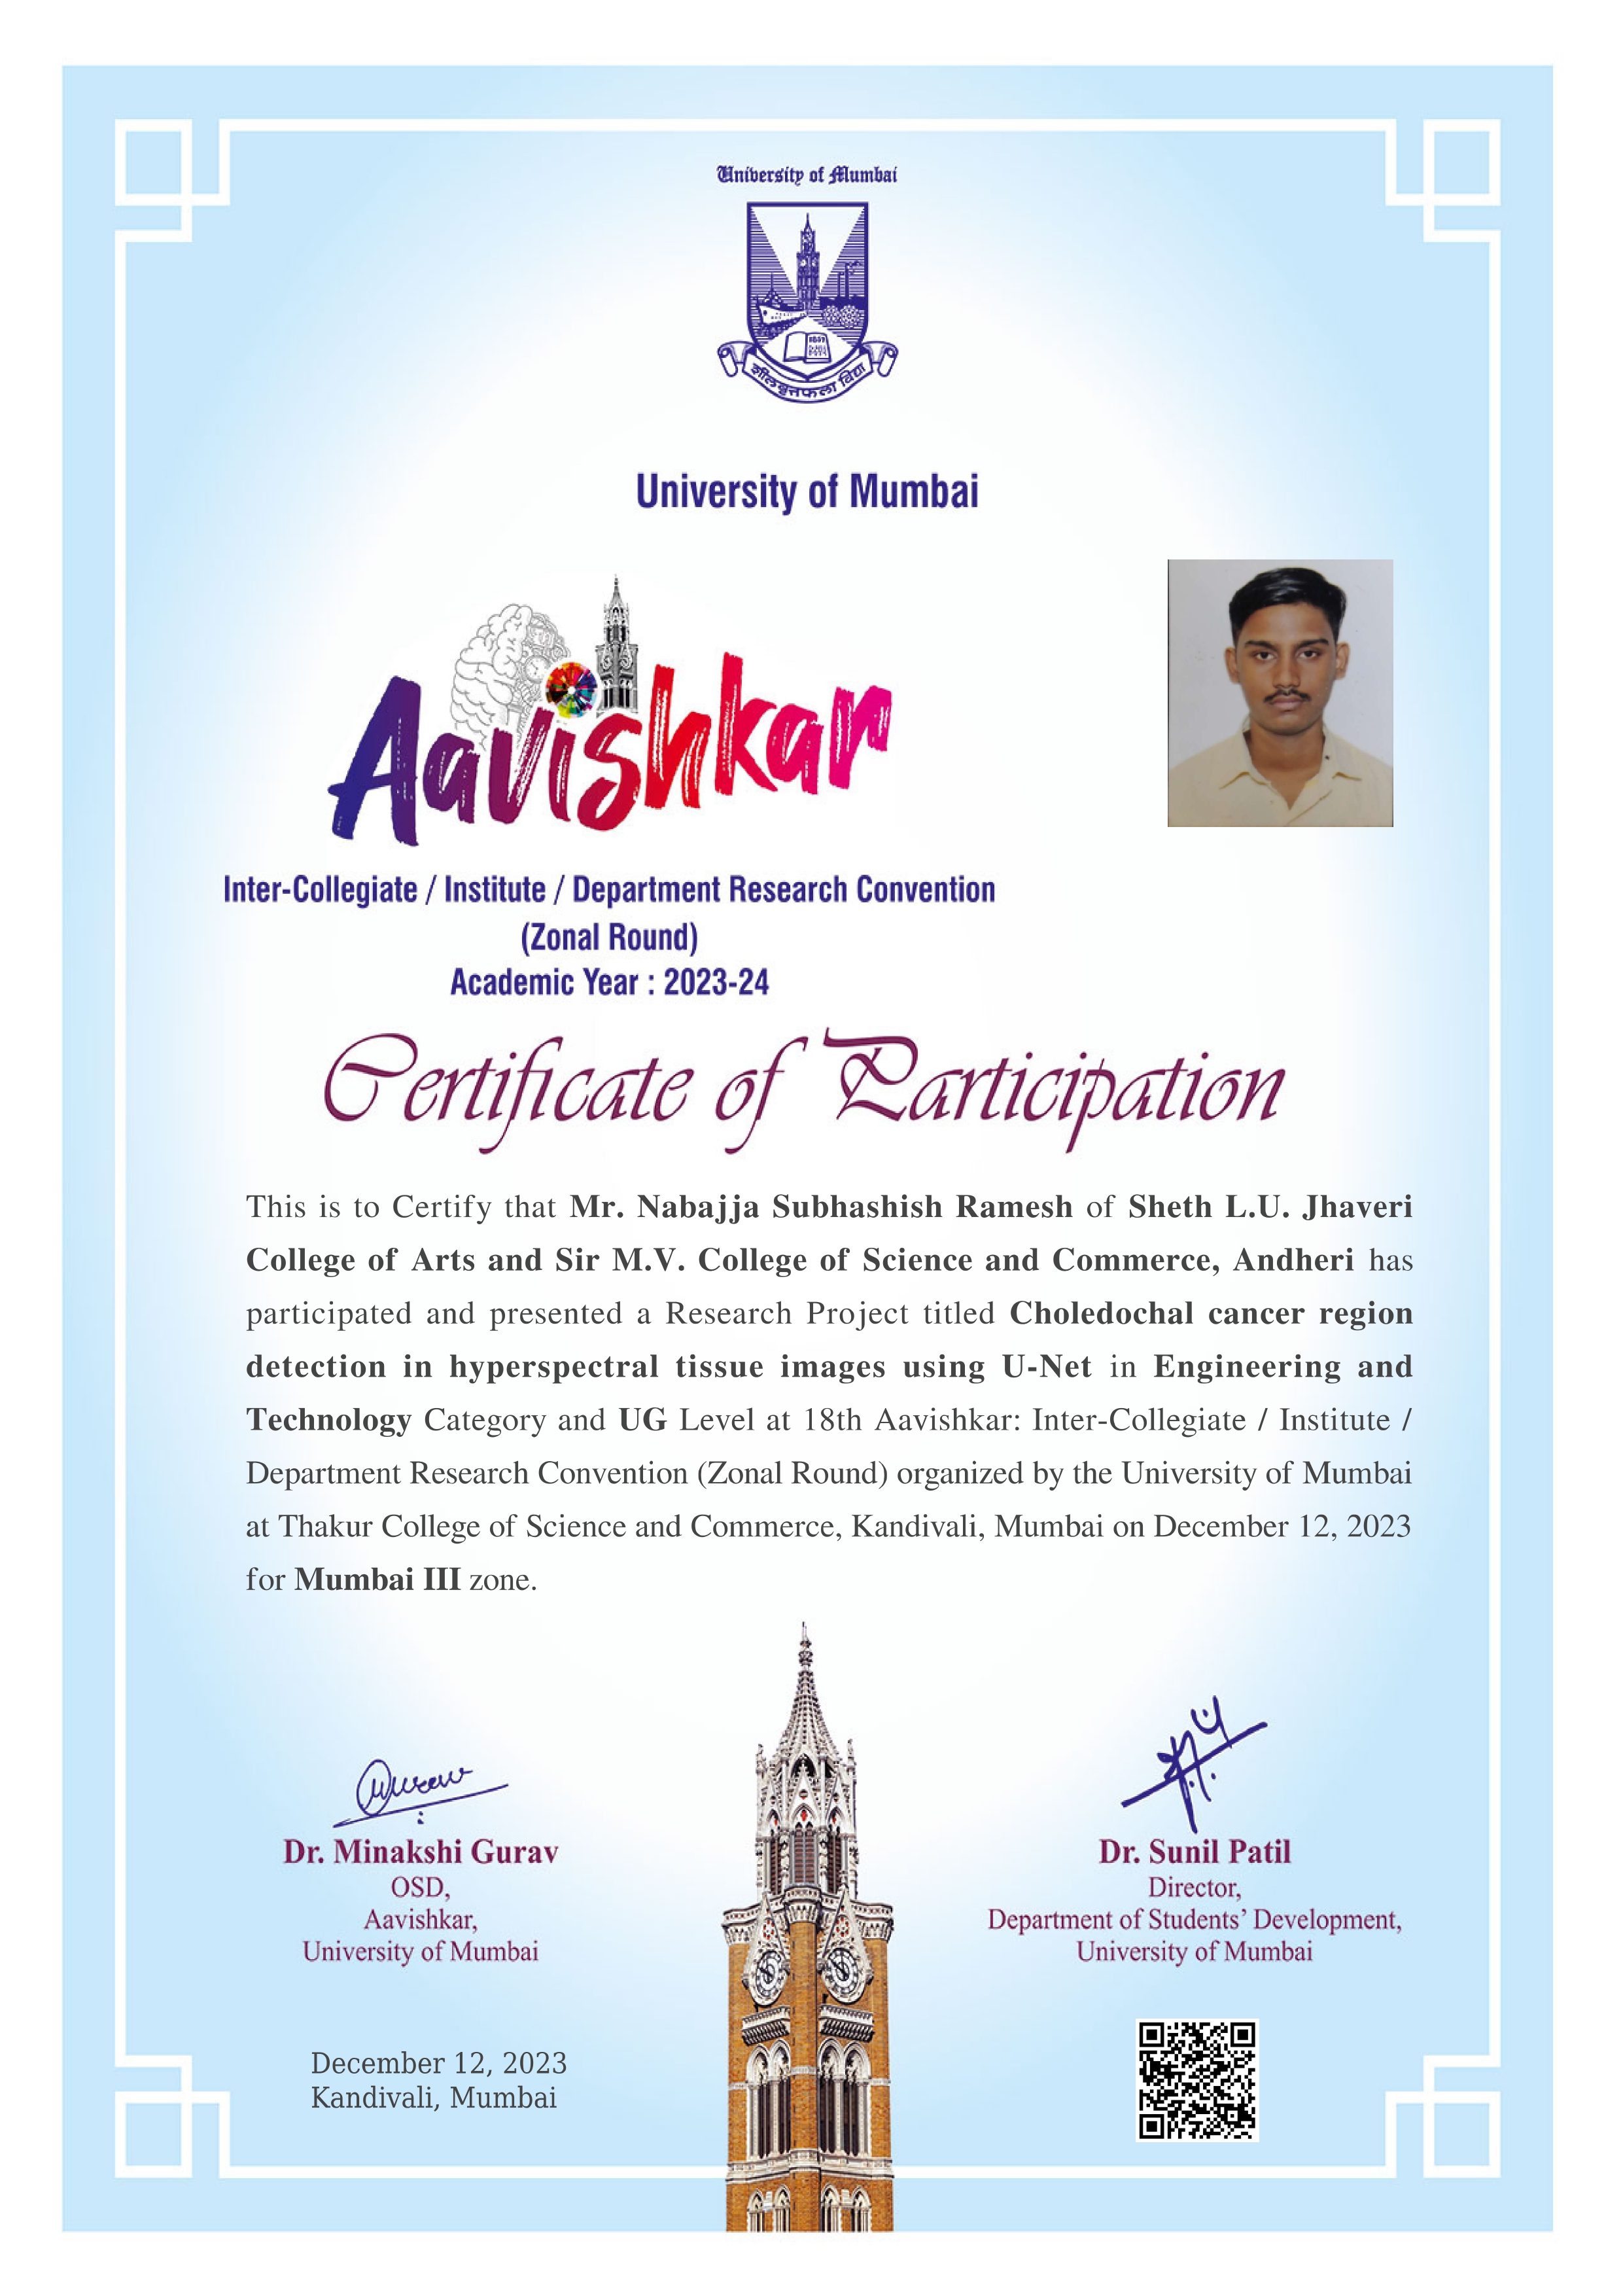 University of Mumbai
शीलवृत्तफला विद्या
University of Mumbai
Aavishkar
Inter-Collegiate / Institute / Department Research Convention
(Zonal Round)
Academic Year : 2023-24
Certificate of Participation
This is to Certify that Mr. Nabajja Subhashish Ramesh of Sheth L.U. Jhaveri
College of Arts and Sir M.V. College of Science and Commerce, Andheri has
participated and presented a Research Project titled Choledochal cancer region
detection in hyperspectral tissue images using U-Net in Engineering and
Technology Category and UG Level at 18th Aavishkar: Inter-Collegiate / Institute /
Department Research Convention (Zonal Round) organized by the University of Mumbai
at Thakur College of Science and Commerce, Kandivali, Mumbai on December 12, 2023
for Mumbai III zone.
Dr. Minakshi Gurav
OSD,
Aavishkar,
University of Mumbai
Dr. Sunil Patil
Director,
Department of Students' Development,
University of Mumbai
December 12, 2023
Kandivali, Mumbai